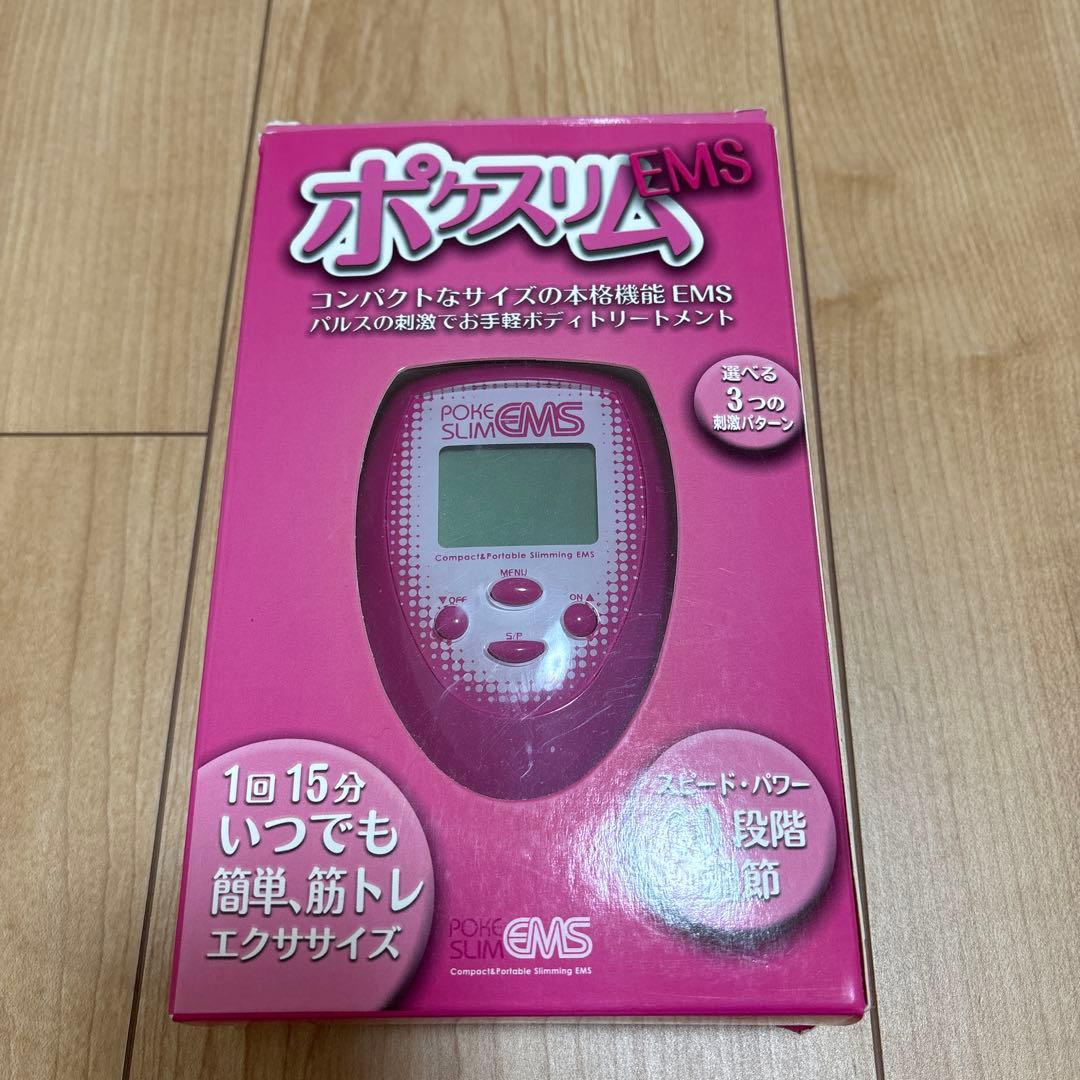 ポケスリムEMS
コンパクトなサイズの本格機能 EMS
パルスの刺激でお手軽ボディトリートメント
選べる
3つの
刺激パターン
POKE
SLIM EMS
Compact&Portable Slimming EMS
MENU
▼OFF
ON▲
S/P
1回15分
いつでも
簡単、筋トレ
エクササイズ
スピード・パワー
段階
節
POKE
SLIM EMS
Compact&Portable Slimming EMS